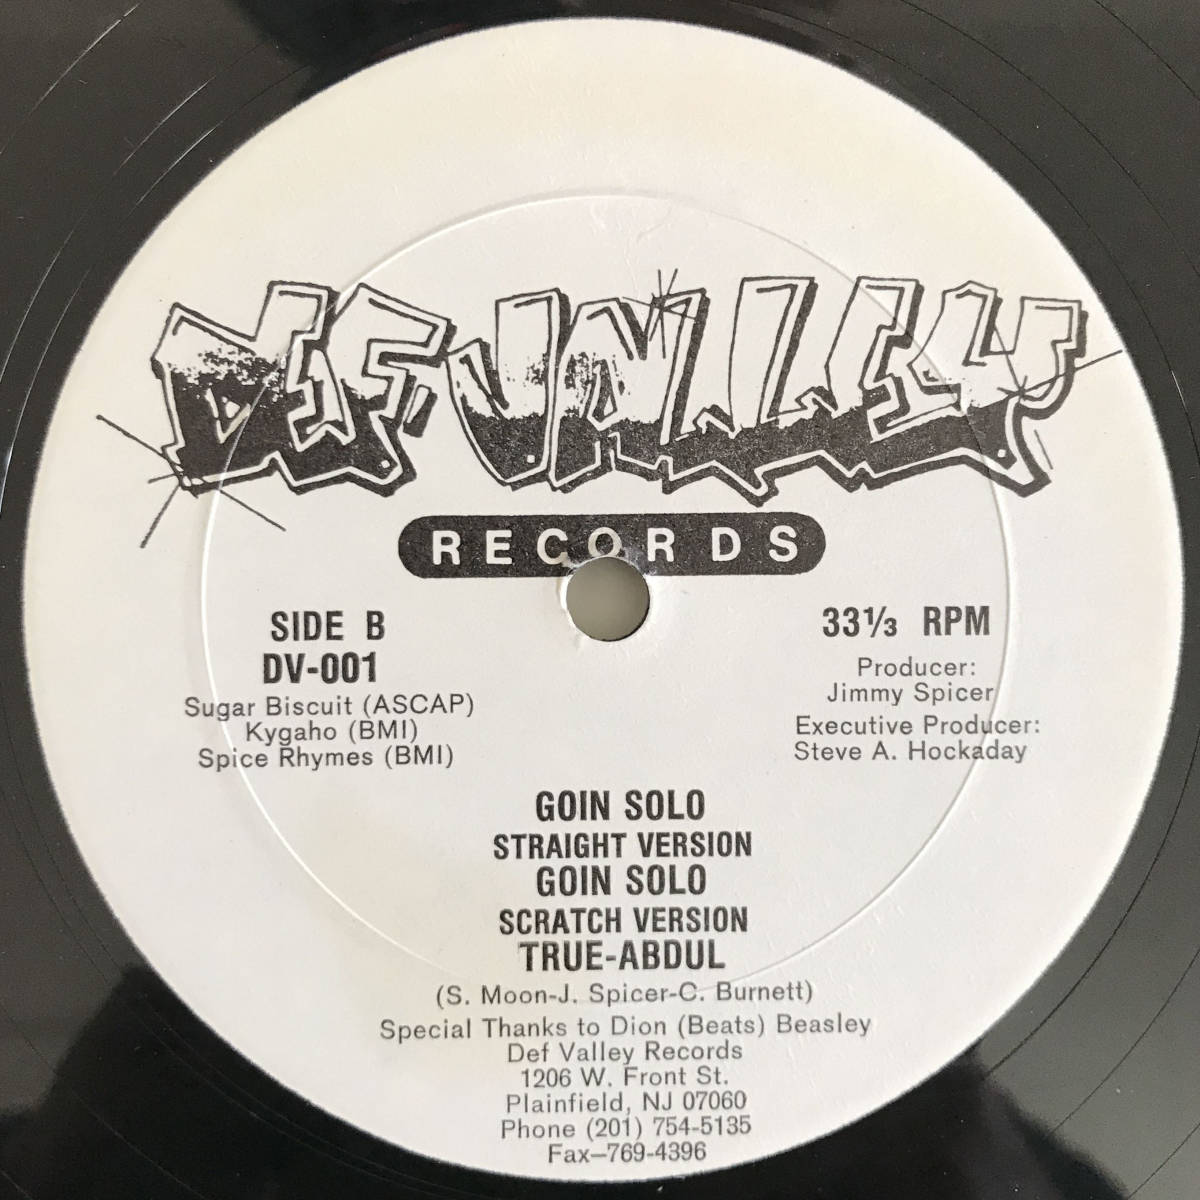 DEF VALLEY
RECORDS
SIDE B
DV-001
Sugar Biscuit (ASCAP)
Kygaho (BMI)
Spice Rhymes (BMI)
33⅓ RPM
Producer:
Jimmy Spicer
Executive Producer:
Steve A. Hockaday
GOIN SOLO
STRAIGHT VERSION
GOIN SOLO
SCRATCH VERSION
TRUE-ABDUL
(S. Moon-J. Spicer-C. Burnett)
Special Thanks to Dion (Beats) Beasley
Def Valley Records
1206 W. Front St.
Plainfield, NJ 07060
Phone (201) 754-5135
Fax—769-4396